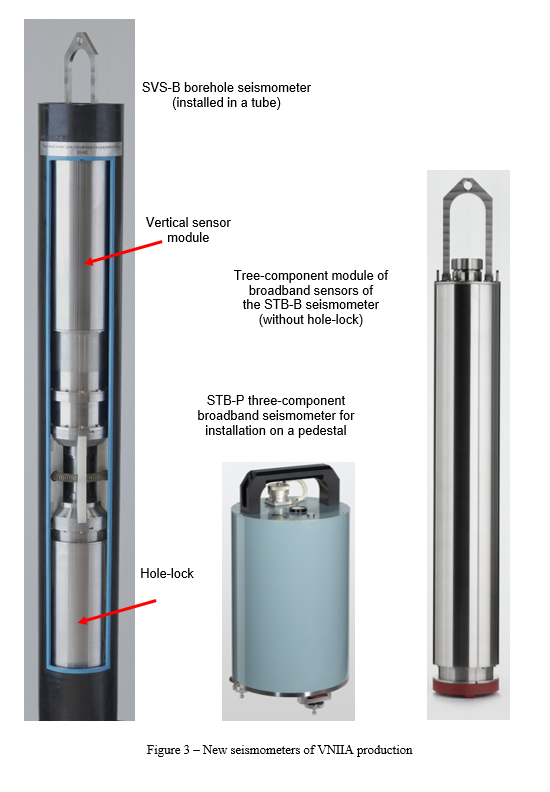 SVS-B borehole seismometer
(installed in a tube)
Vertical sensor
module
Tree-component module of
broadband sensors of
the STB-B seismometer
(without hole-lock)
STB-P three-component
broadband seismometer for
installation on a pedestal
Hole-lock
Figure 3 – New seismometers of VNIIA production